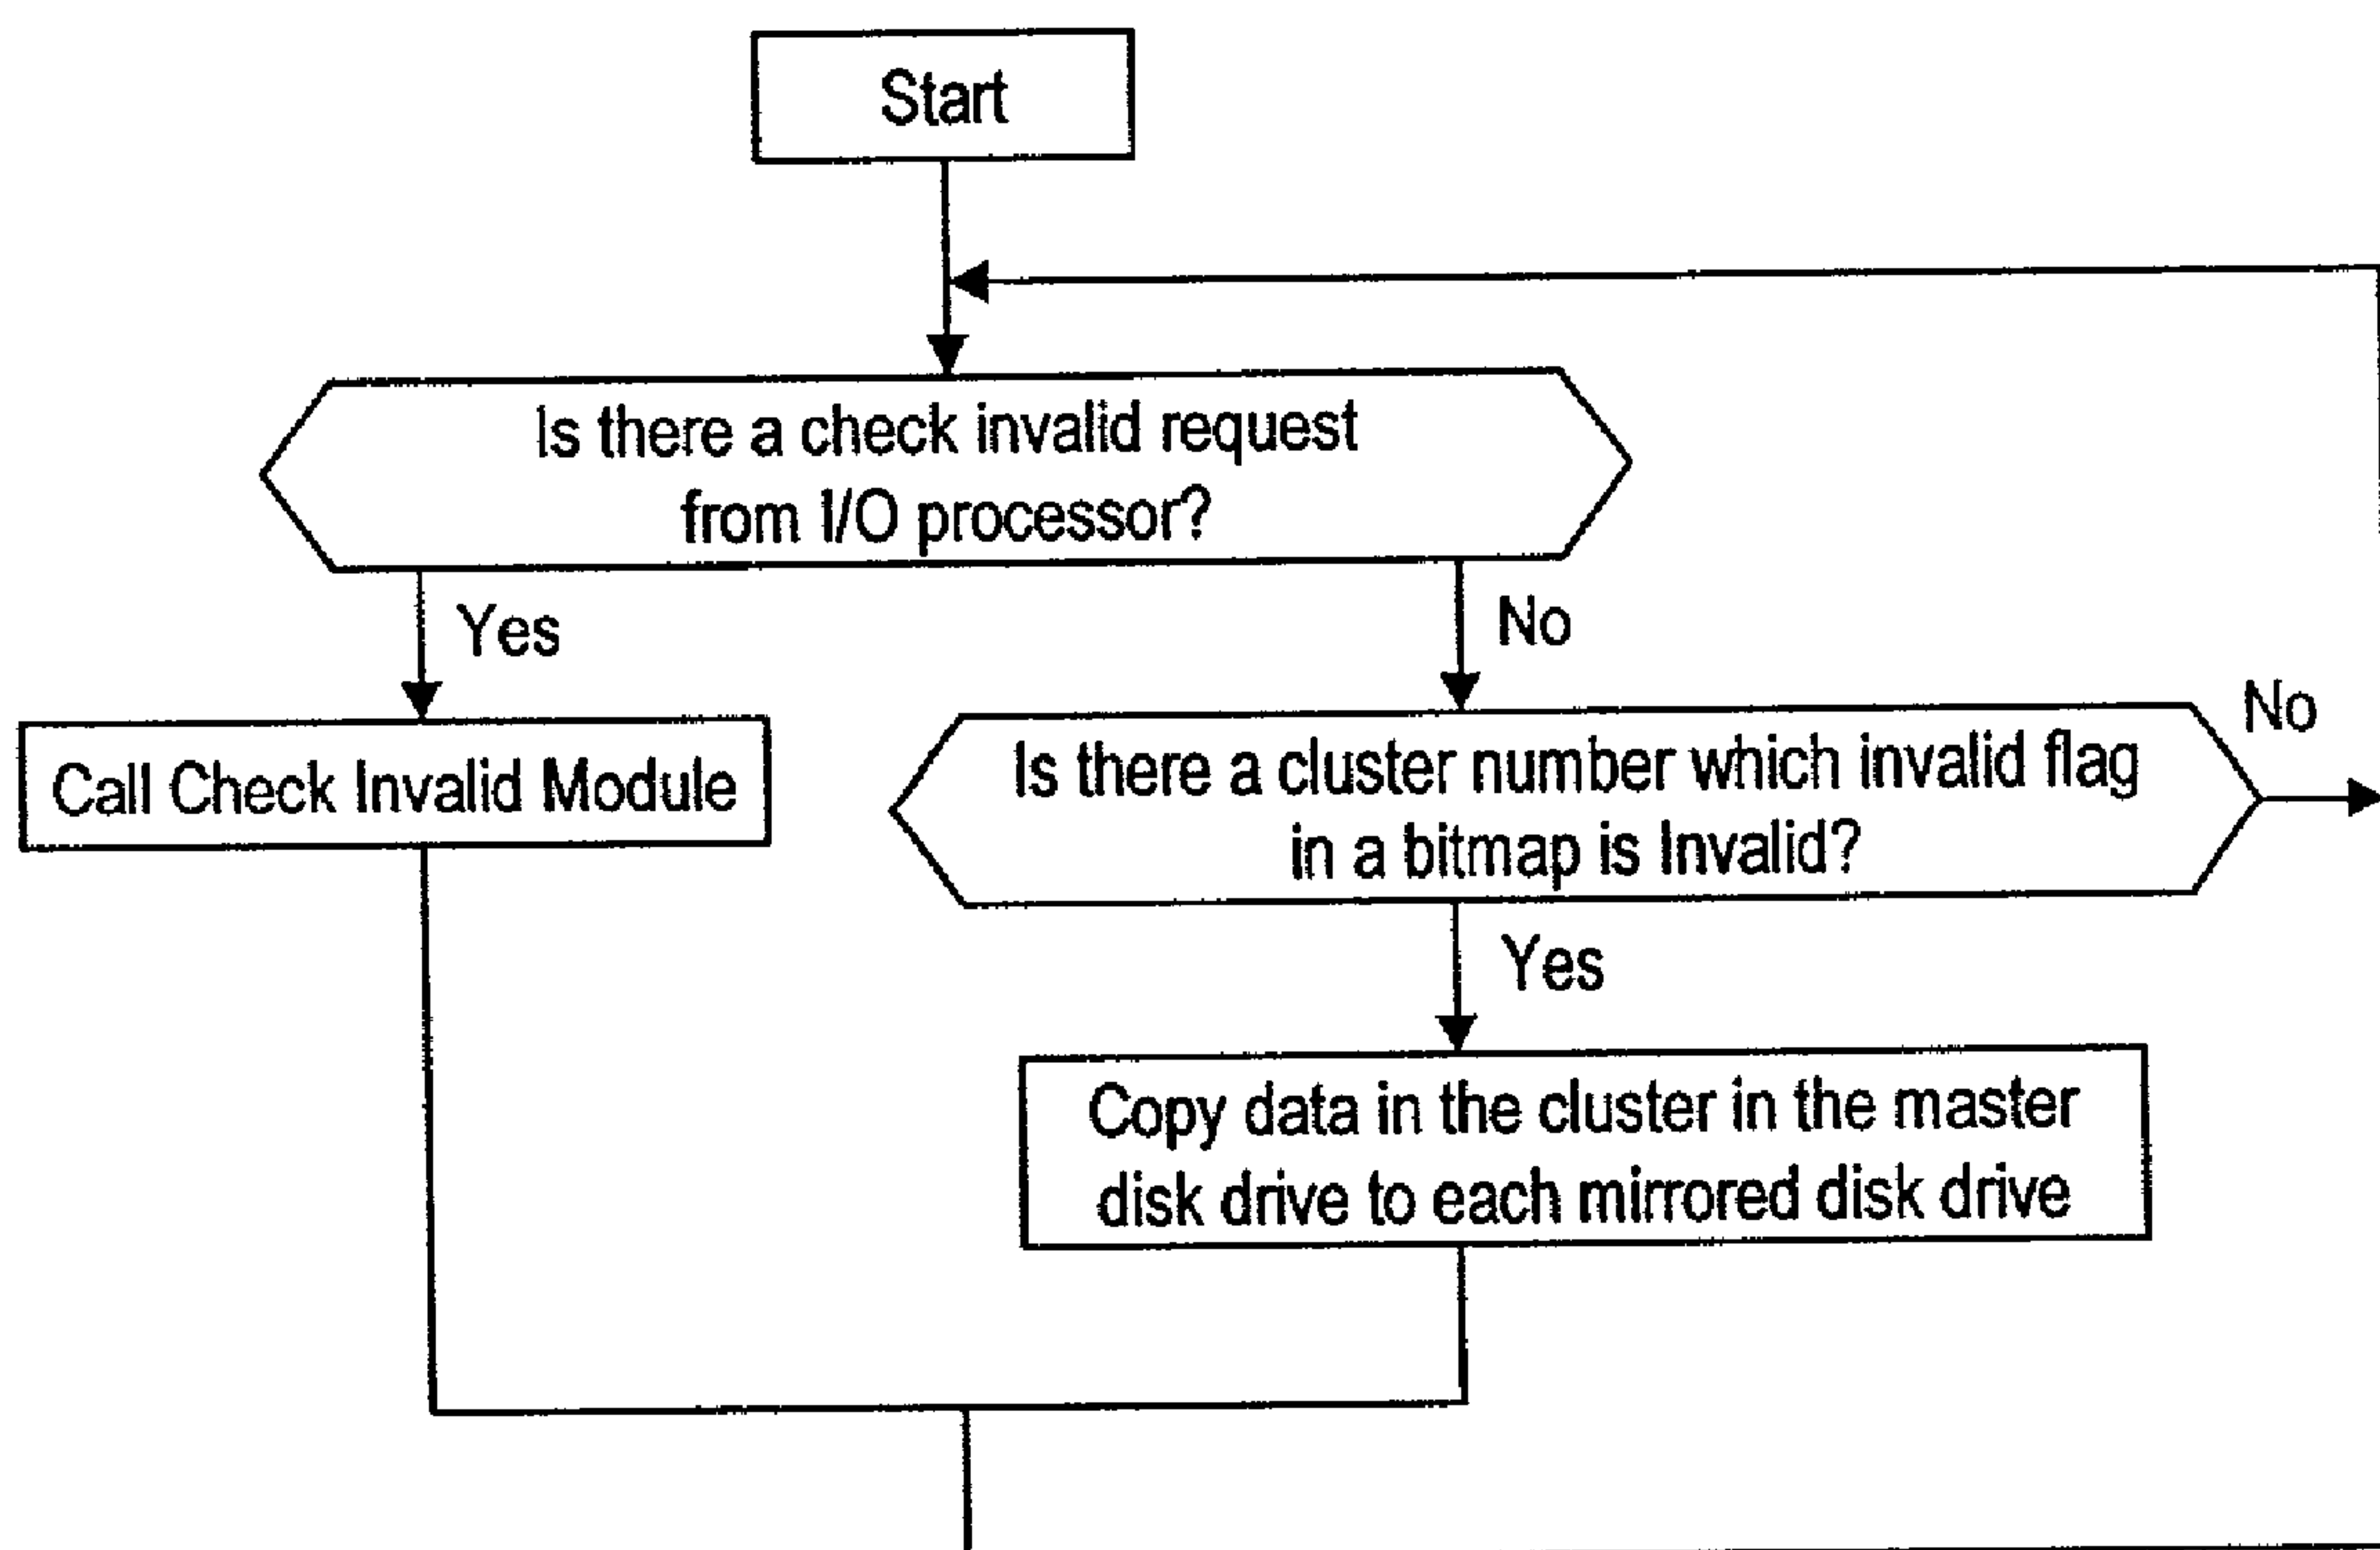 Start
Is there a check invalid request
from I/O processor?
Yes
No
Call Check Invalid Module
Is there a cluster number which invalid flag
in a bitmap is Invalid?
No
Yes
Copy data in the cluster in the master
disk drive to each mirrored disk drive